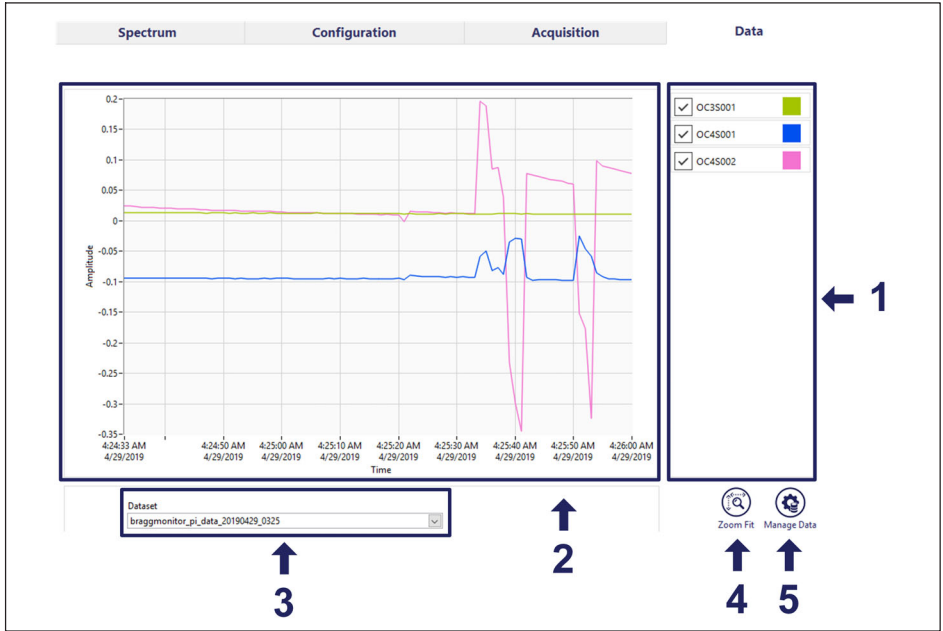 Spectrum Configuration Acquisition Data
0.2
0.15
0.1
0.05
0
-0.05
-0.1
-0.15
-0.2
-0.25
-0.3
-0.35
Amplitude
4:24:33 AM 4:24:50 AM 4:25:00 AM 4:25:10 AM 4:25:20 AM 4:25:30 AM 4:25:40 AM 4:25:50 AM 4:26:00 AM
4/29/2019 4/29/2019 4/29/2019 4/29/2019 4/29/2019 4/29/2019 4/29/2019 4/29/2019 4/29/2019
Time
OC3S001
OC4S001
OC4S002
1
Dataset
braggmonitor_pi_data_20190429_0325
Zoom Fit Manage Data
2
3
4 5